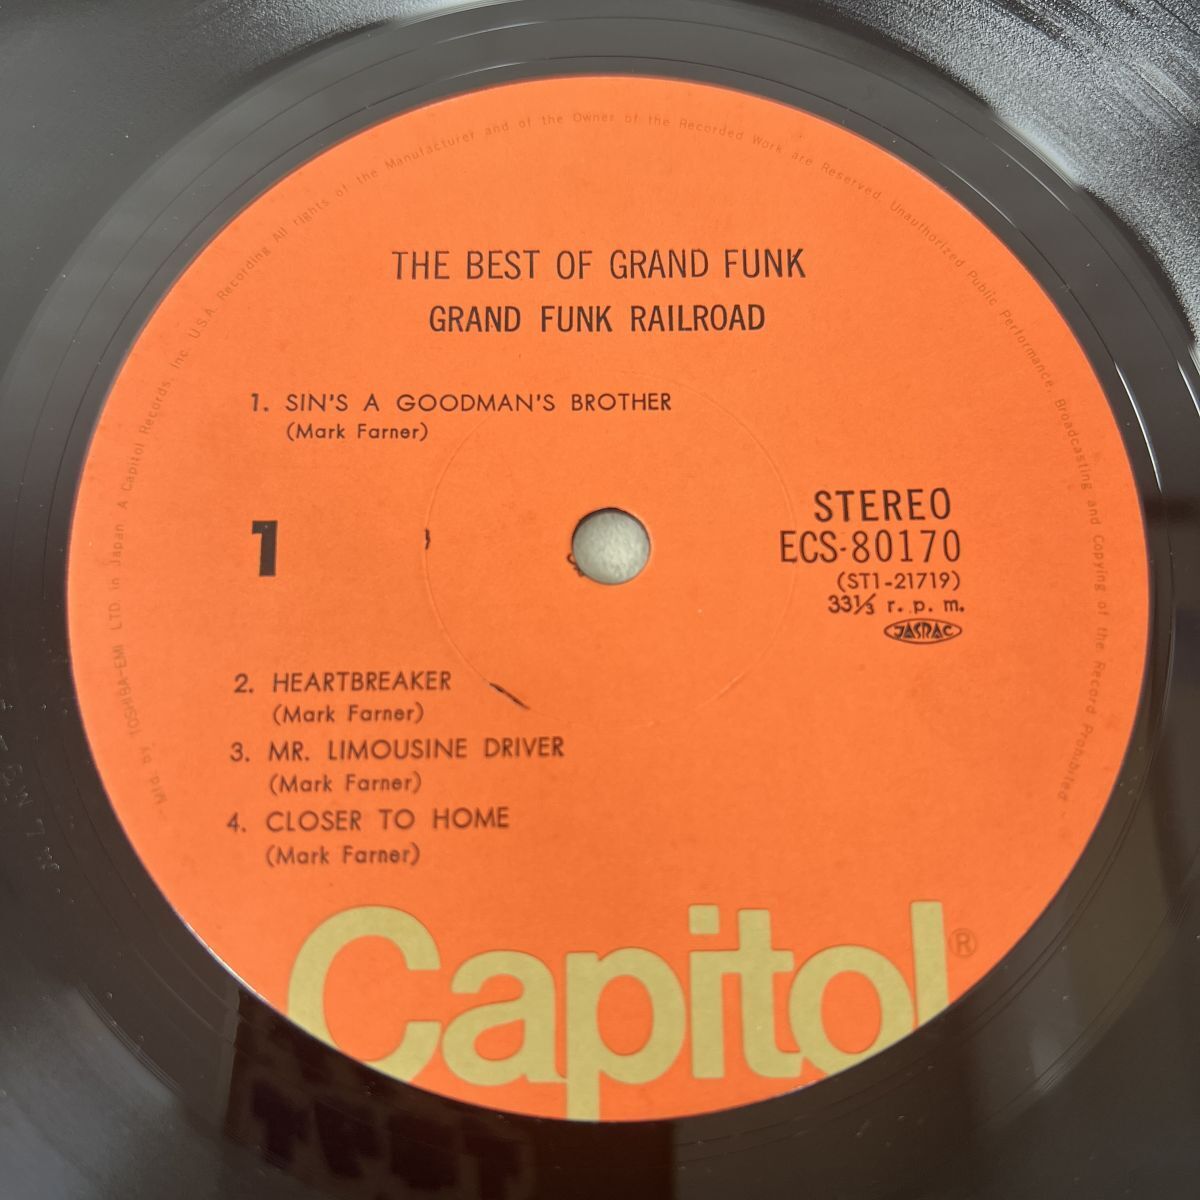 Mfd. by TOSHIBA-EMI LTD. in Japan. A Capitol Records, Inc. U.S.A. Recording All rights of the Manufacturer and of the Owner of the Recorded Work are Reserved. Unauthorized Public Performance, Broadcasting and Copying of the Record Prohibited
THE BEST OF GRAND FUNK
GRAND FUNK RAILROAD
1. SIN'S A GOODMAN'S BROTHER
(Mark Farner)
1
STEREO
ECS-80170
(ST1-21719)
33⅓ r.p.m.
JASRAC
2. HEARTBREAKER
(Mark Farner)
3. MR. LIMOUSINE DRIVER
(Mark Farner)
4. CLOSER TO HOME
(Mark Farner)
Capitol®